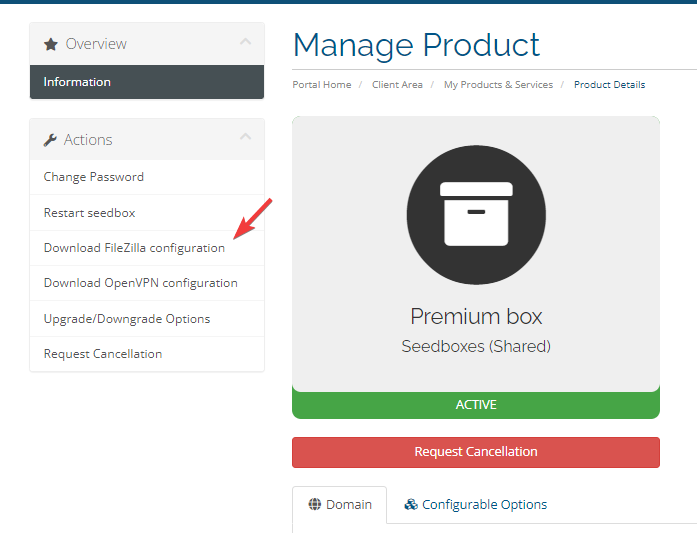 Overview
Information
Actions
Change Password
Restart seedbox
Download FileZilla configuration
Download OpenVPN configuration
Upgrade/Downgrade Options
Request Cancellation
Manage Product
Portal Home / Client Area / My Products & Services / Product Details
Premium box
Seedboxes (Shared)
ACTIVE
Request Cancellation
Domain Configurable Options